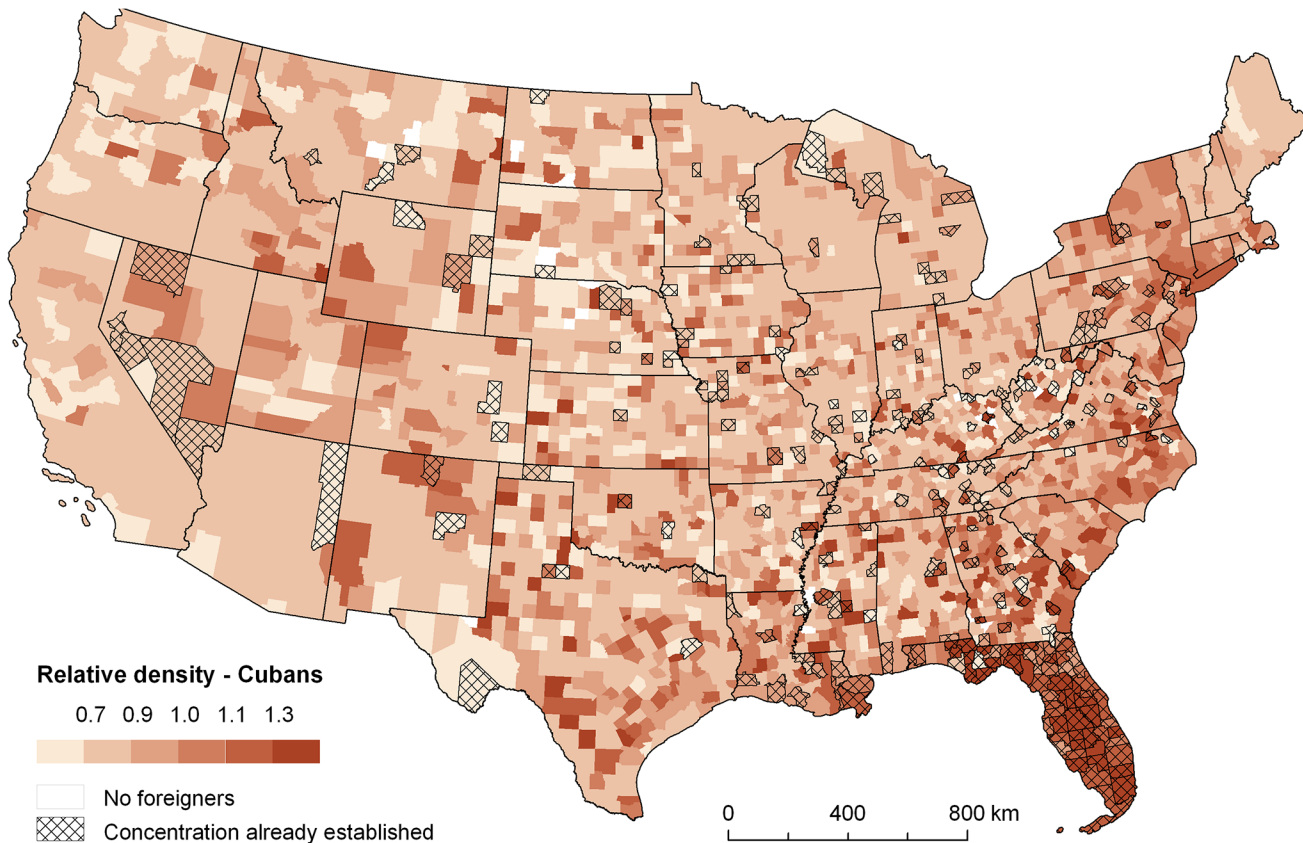 Relative density - Cubans
0.7 0.9 1.0 1.1 1.3
No foreigners
Concentration already established
0 400 800 km